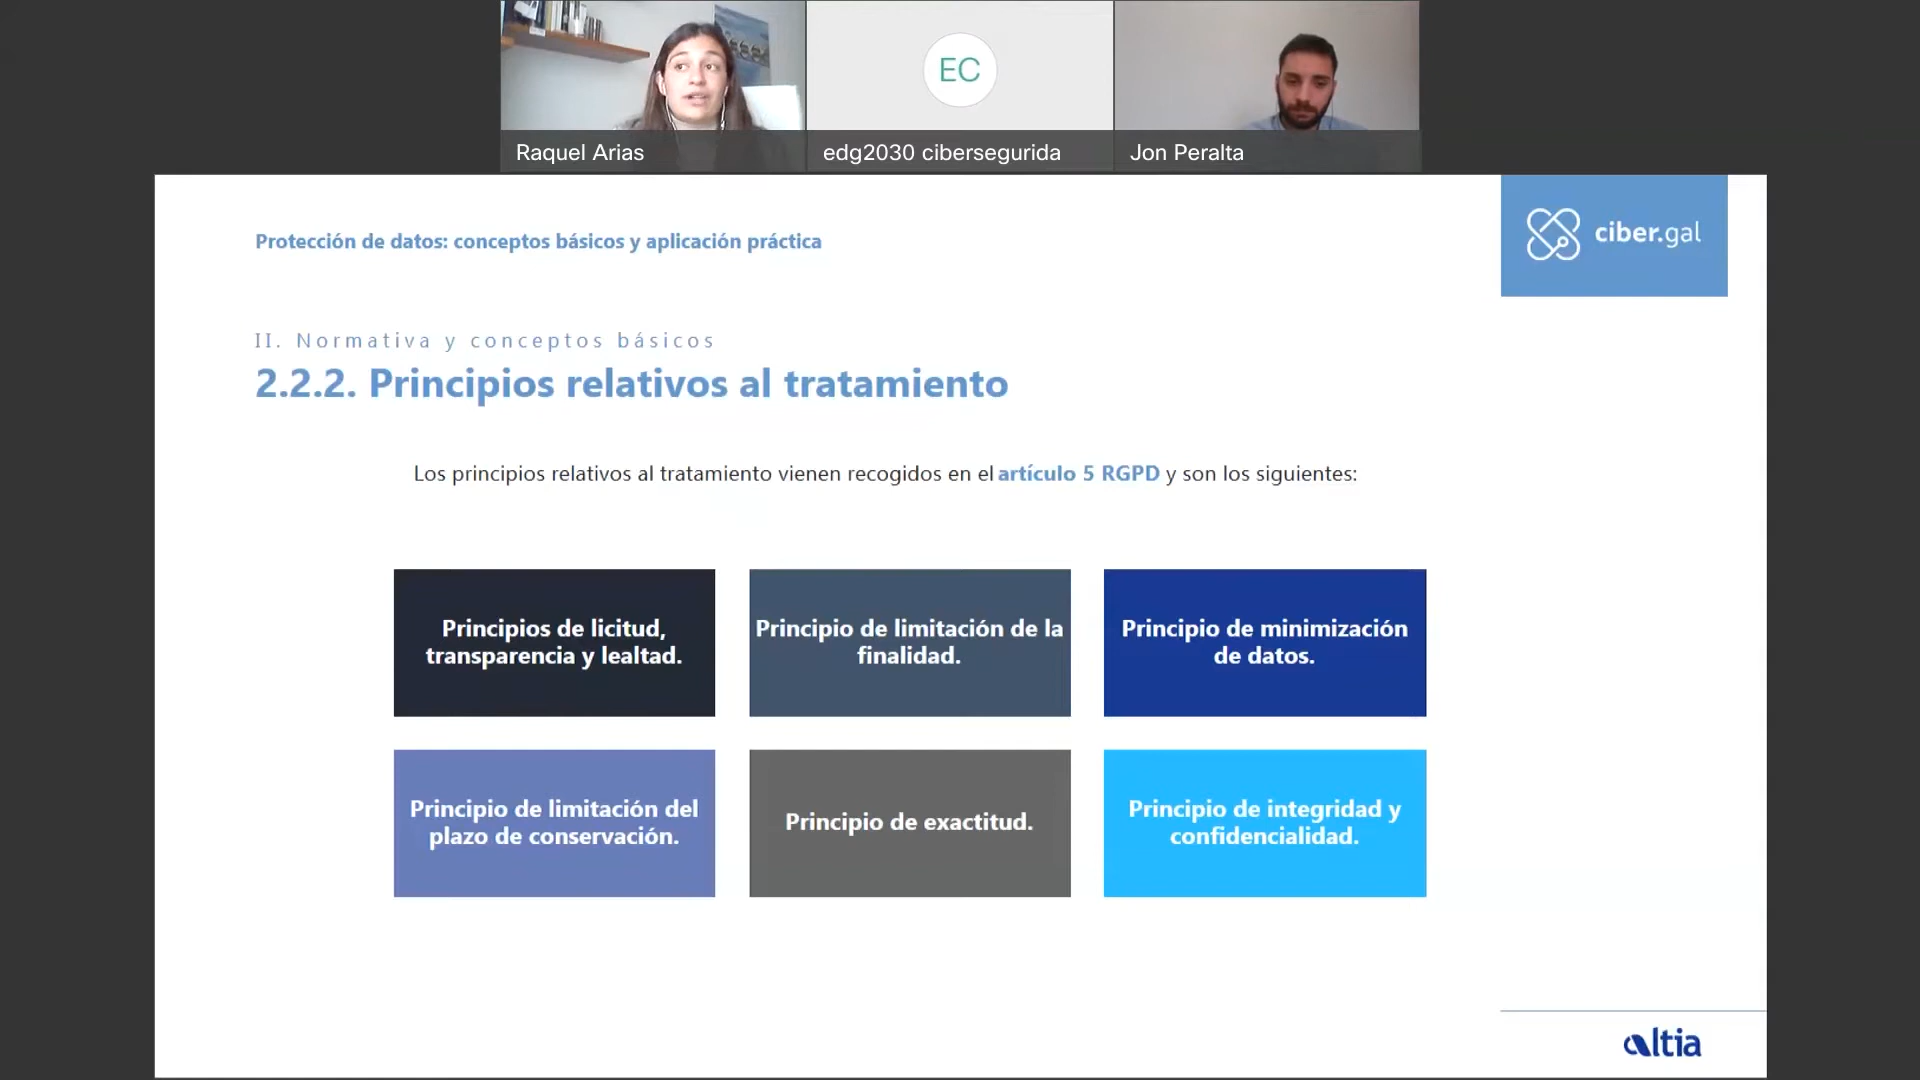 EC
Raquel Arias
edg2030 cibersegurida
Jon Peralta
ciber.gal
Protección de datos: conceptos básicos y aplicación práctica
II. Normativa y conceptos básicos
2.2.2. Principios relativos al tratamiento
Los principios relativos al tratamiento vienen recogidos en el artículo 5 RGPD y son los siguientes:
Principios de licitud,
transparencia y lealtad.
Principio de limitación de la
finalidad.
Principio de minimización
de datos.
Principio de limitación del
plazo de conservación.
Principio de exactitud.
Principio de integridad y
confidencialidad.
altia